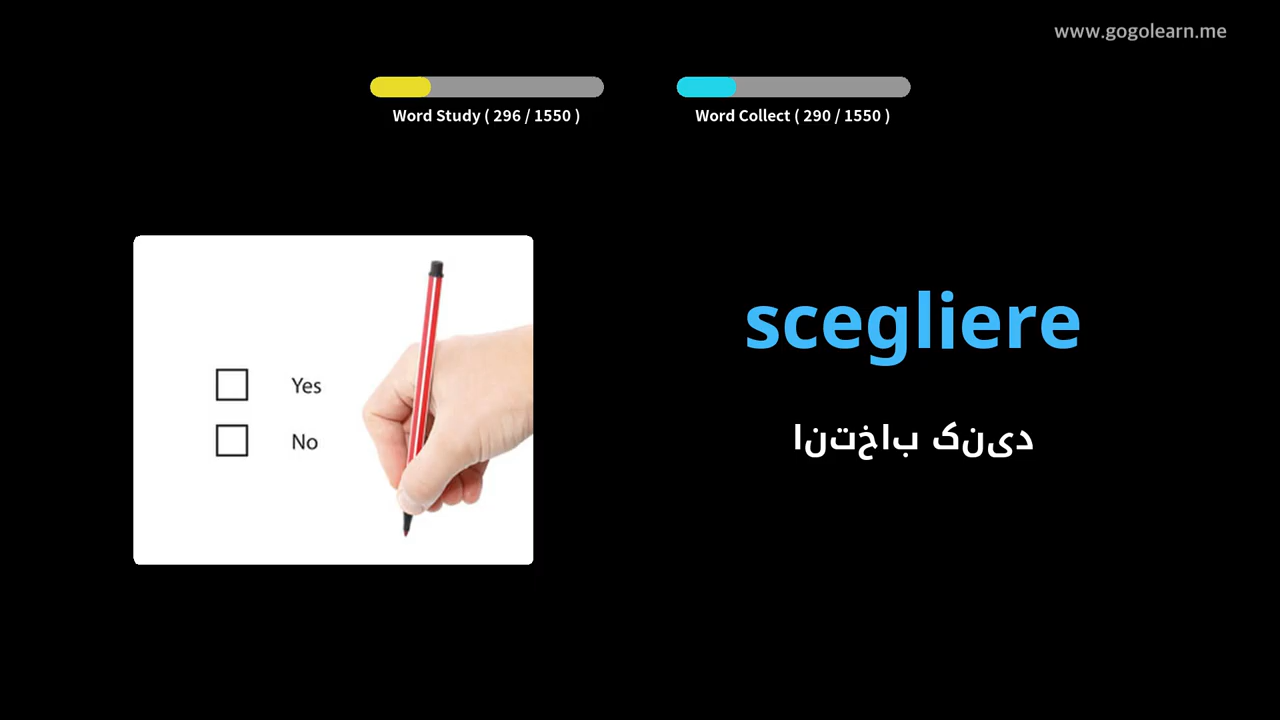 www.gogolearn.me
Word Study ( 296 / 1550 )
Word Collect ( 290 / 1550 )
Yes
No
scegliere
انتخاب کنید